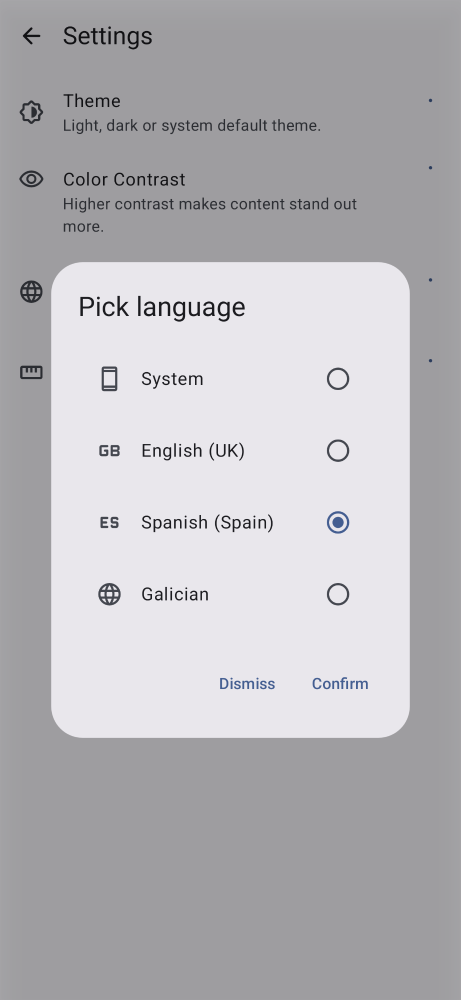 Settings
Theme
Light, dark or system default theme.
Color Contrast
Higher contrast makes content stand out
more.
Pick language
System
GB English (UK)
ES Spanish (Spain)
Galician
Dismiss Confirm